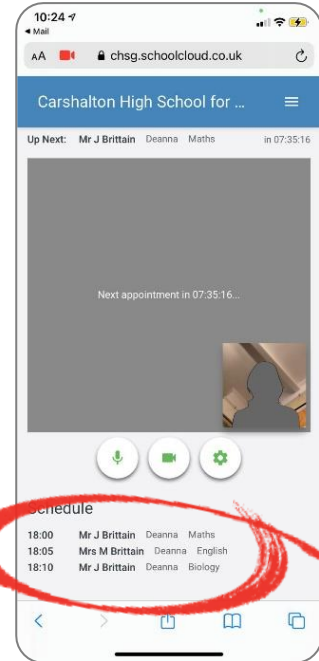 10:24
Mail
AA chsg.schoolcloud.co.uk
Carshalton High School for ...
Up Next: Mr J Brittain Deanna Maths in 07:35:16
Next appointment in 07:35:16...
Schedule
18:00 Mr J Brittain Deanna Maths
18:05 Mrs M Brittain Deanna English
18:10 Mr J Brittain Deanna Biology